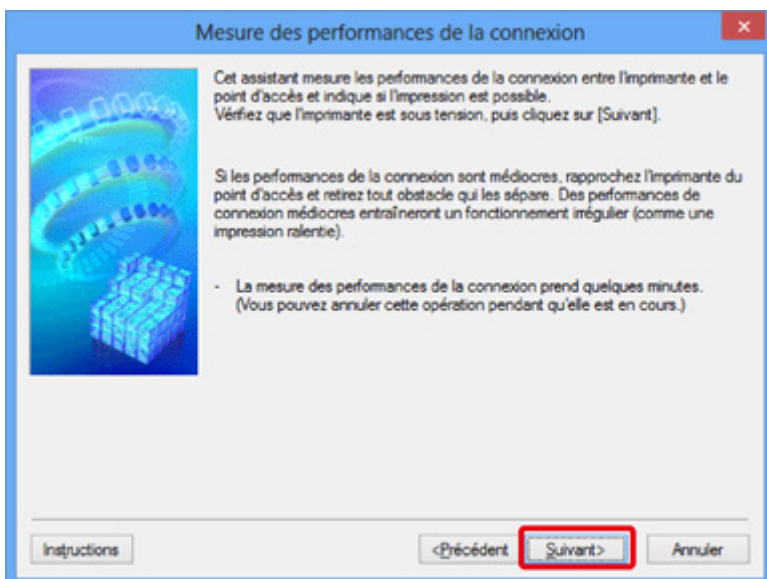 Mesure des performances de la connexion
Cet assistant mesure les performances de la connexion entre l'imprimante et le
point d'accès et indique si l'impression est possible.
Vérifiez que l'imprimante est sous tension, puis cliquez sur [Suivant].
Si les performances de la connexion sont médiocres, rapprochez l'imprimante du
point d'accès et retirez tout obstacle qui les sépare. Des performances de
connexion médiocres entraîneront un fonctionnement irrégulier (comme une
impression ralentie).
- La mesure des performances de la connexion prend quelques minutes.
(Vous pouvez annuler cette opération pendant qu'elle est en cours.)
Instructions <Précédent Suivant> Annuler